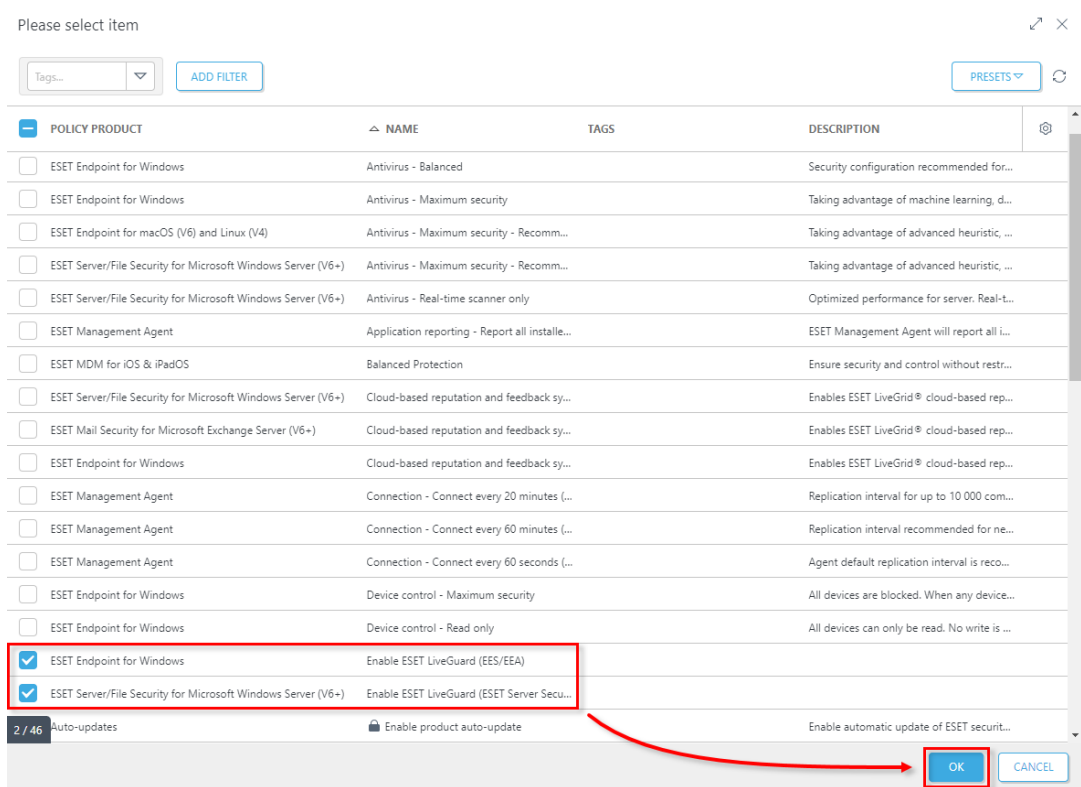 Please select item
Tags... ADD FILTER PRESETS
POLICY PRODUCT NAME TAGS DESCRIPTION
ESET Endpoint for Windows Antivirus - Balanced Security configuration recommended for...
ESET Endpoint for Windows Antivirus - Maximum security Taking advantage of machine learning, d...
ESET Endpoint for macOS (V6) and Linux (V4) Antivirus - Maximum security - Recomm... Taking advantage of advanced heuristic, ...
ESET Server/File Security for Microsoft Windows Server (V6+) Antivirus - Maximum security - Recomm... Taking advantage of advanced heuristic, ...
ESET Server/File Security for Microsoft Windows Server (V6+) Antivirus - Real-time scanner only Optimized performance for server. Real-t...
ESET Management Agent Application reporting - Report all installe... ESET Management Agent will report all i...
ESET MDM for iOS & iPadOS Balanced Protection Ensure security and control without restr...
ESET Server/File Security for Microsoft Windows Server (V6+) Cloud-based reputation and feedback sy... Enables ESET LiveGrid® cloud-based rep...
ESET Mail Security for Microsoft Exchange Server (V6+) Cloud-based reputation and feedback sy... Enables ESET LiveGrid® cloud-based rep...
ESET Endpoint for Windows Cloud-based reputation and feedback sy... Enables ESET LiveGrid® cloud-based rep...
ESET Management Agent Connection - Connect every 20 minutes (... Replication interval for up to 10 000 com...
ESET Management Agent Connection - Connect every 60 minutes (... Replication interval recommended for ne...
ESET Management Agent Connection - Connect every 60 seconds (... Agent default replication interval is reco...
ESET Endpoint for Windows Device control - Maximum security All devices are blocked. When any device...
ESET Endpoint for Windows Device control - Read only All devices can only be read. No write is ...
ESET Endpoint for Windows Enable ESET LiveGuard (EES/EEA)
ESET Server/File Security for Microsoft Windows Server (V6+) Enable ESET LiveGuard (ESET Server Secu...
2 / 46 Auto-updates Enable product auto-update Enable automatic update of ESET securit...
OK CANCEL